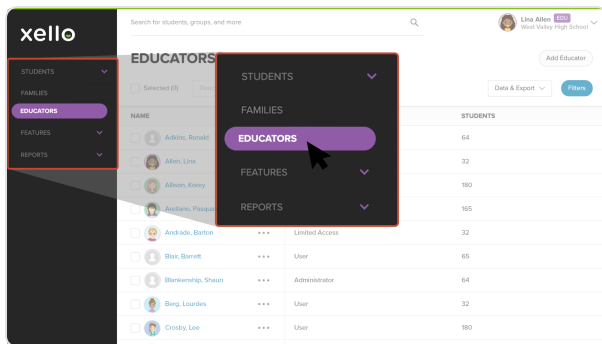 xello
Search for students, groups, and more
Lina Allen EDU
West Valley High School
STUDENTS
FAMILIES
EDUCATORS
FEATURES
REPORTS
EDUCATORS
Add Educator
Selected (0)
Data & Export
Filters
NAME
STUDENTS
STUDENTS
FAMILIES
EDUCATORS
FEATURES
REPORTS
Adkins, Ronald
64
Allen, Lina
32
Allison, Korey
180
Arellano, Pasqua
165
Andrade, Barton ••• Limited Access 32
Blair, Barrett ••• User 65
Blankenship, Shaun ••• Administrator 64
Berg, Lourdes ••• User 32
Crosby, Lee ••• User 180